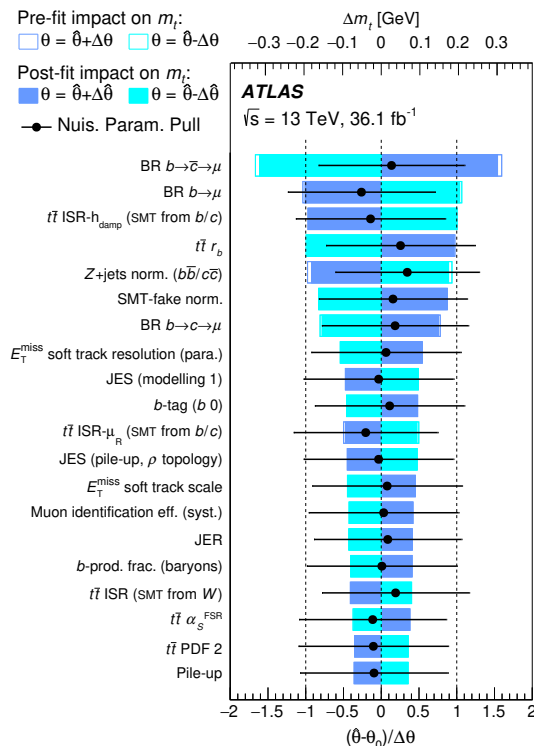 Pre-fit impact on mₜ:
θ = θ̂+Δθ θ = θ̂-Δθ
Post-fit impact on mₜ:
θ = θ̂+Δθ̂ θ = θ̂-Δθ̂
Nuis. Param. Pull
Δmₜ [GeV]
−0.3 −0.2 −0.1 0 0.1 0.2 0.3
ATLAS
√s = 13 TeV, 36.1 fb⁻¹
BR b→c̄→μ
BR b→μ
tt̄ ISR-h_damp (SMT from b/c)
tt̄ r_b
Z+jets norm. (bb̄/cc̄)
SMT-fake norm.
BR b→c→μ
E_T^miss soft track resolution (para.)
JES (modelling 1)
b-tag (b 0)
tt̄ ISR-μ_R (SMT from b/c)
JES (pile-up, ρ topology)
E_T^miss soft track scale
Muon identification eff. (syst.)
JER
b-prod. frac. (baryons)
tt̄ ISR (SMT from W)
tt̄ α_S^FSR
tt̄ PDF 2
Pile-up
−2 −1.5 −1 −0.5 0 0.5 1 1.5 2
(θ̂-θ₀)/Δθ